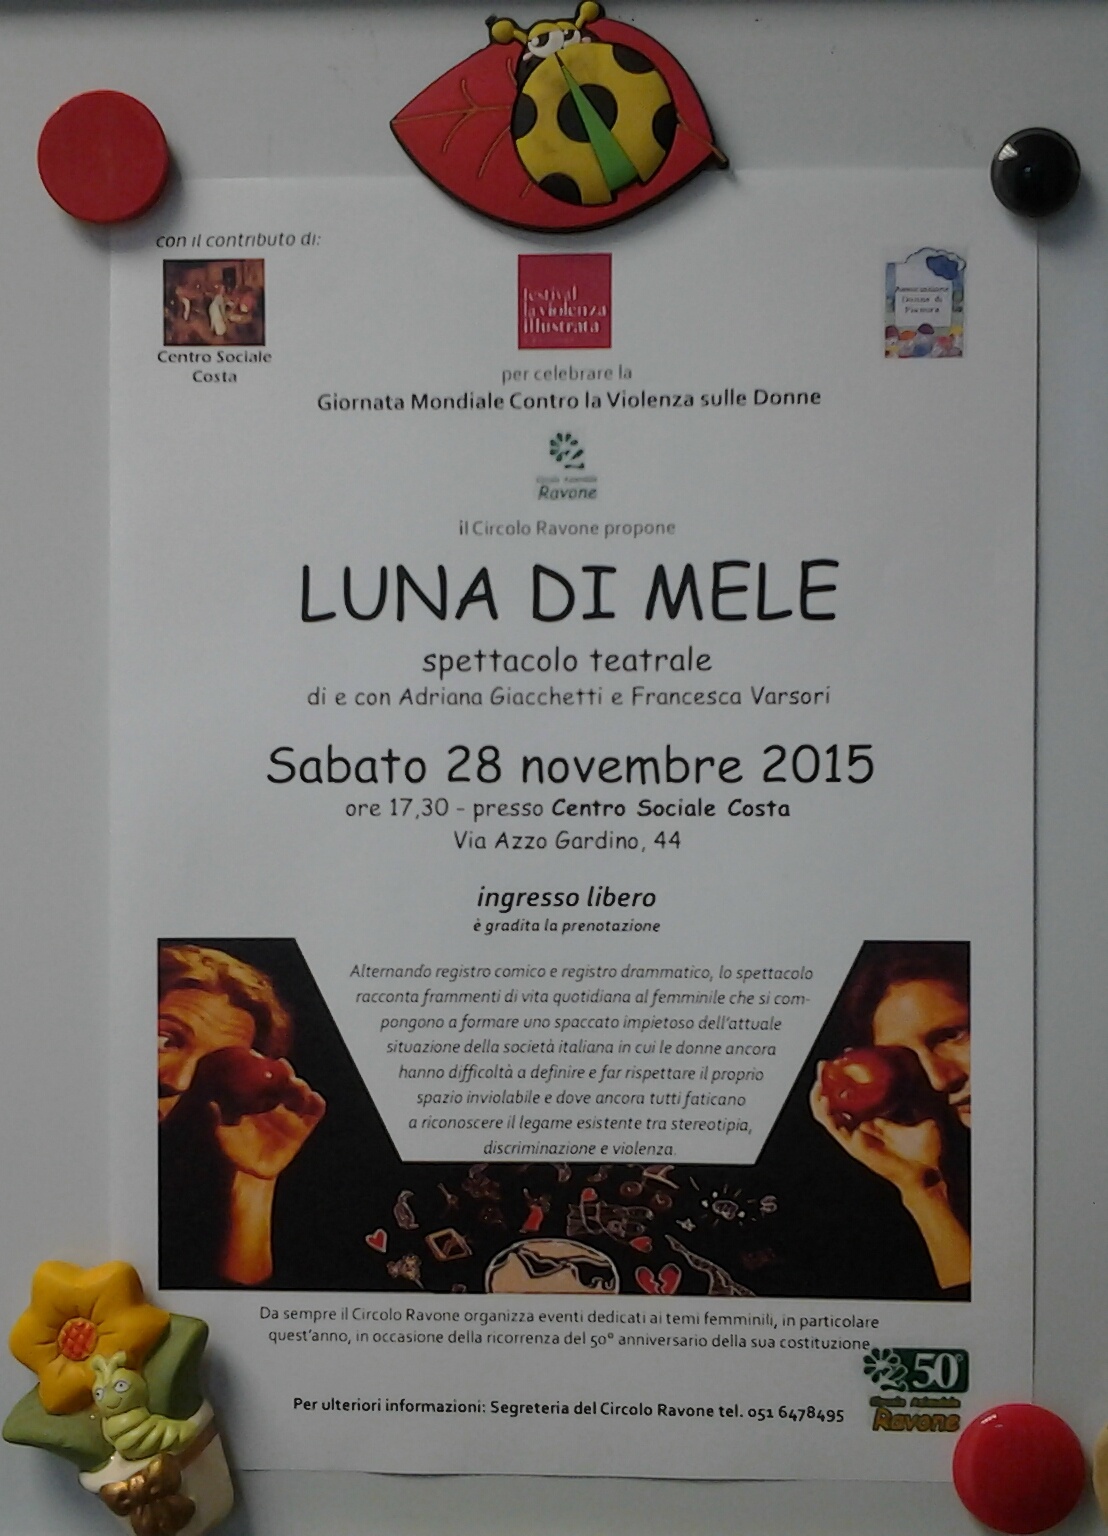 con il contributo di:
Centro Sociale
Costa
festival
la violenza
illustrata
Associazione
Donne di
per celebrare la
Giornata Mondiale Contro la Violenza sulle Donne
Circolo Aziendale
Ravone
il Circolo Ravone propone
LUNA DI MELE
spettacolo teatrale
di e con Adriana Giacchetti e Francesca Varsori
Sabato 28 novembre 2015
ore 17,30 - presso Centro Sociale Costa
Via Azzo Gardino, 44
ingresso libero
è gradita la prenotazione
Alternando registro comico e registro drammatico, lo spettacolo
racconta frammenti di vita quotidiana al femminile che si com-
pongono a formare uno spaccato impietoso dell'attuale
situazione della società italiana in cui le donne ancora
hanno difficoltà a definire e far rispettare il proprio
spazio inviolabile e dove ancora tutti faticano
a riconoscere il legame esistente tra stereotipia,
discriminazione e violenza.
Da sempre il Circolo Ravone organizza eventi dedicati ai temi femminili, in particolare
quest'anno, in occasione della ricorrenza del 50° anniversario della sua costituzione.
50°
Circolo Aziendale
Ravone
Per ulteriori informazioni: Segreteria del Circolo Ravone tel. 051 6478495